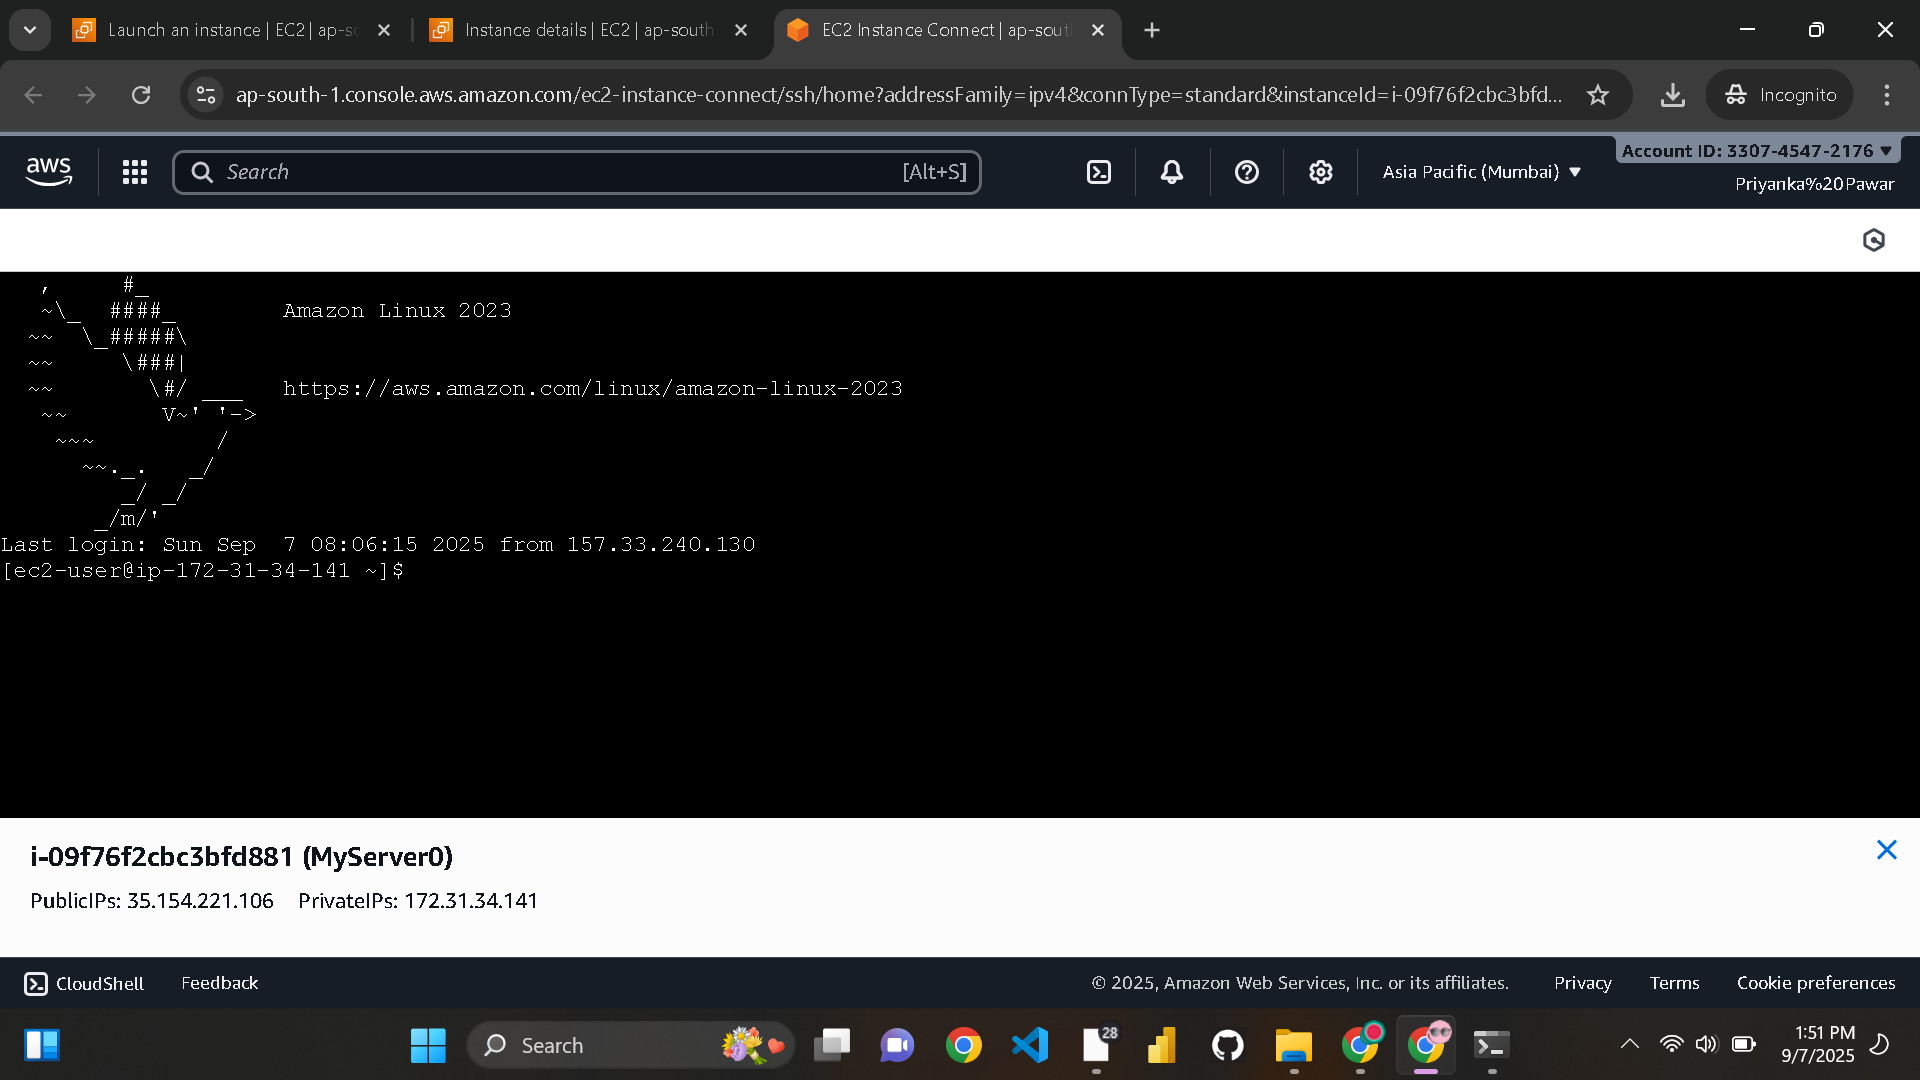 Launch an instance | EC2 | ap-sc
Instance details | EC2 | ap-south
EC2 Instance Connect | ap-sout
ap-south-1.console.aws.amazon.com/ec2-instance-connect/ssh/home?addressFamily=ipv4&connType=standard&instanceId=i-09f76f2cbc3bfd...
Incognito
aws
Search
[Alt+S]
Asia Pacific (Mumbai)
Account ID: 3307-4547-2176
Priyanka%20Pawar
   ,     #_
   ~\_  ####_        Amazon Linux 2023
  ~~  \_#####\
  ~~     \###|
  ~~       \#/ ___   https://aws.amazon.com/linux/amazon-linux-2023
   ~~       V~' '->
    ~~~         /
      ~~._.   _/
         _/ _/
       _/m/'
Last login: Sun Sep  7 08:06:15 2025 from 157.33.240.130
[ec2-user@ip-172-31-34-141 ~]$
i-09f76f2cbc3bfd881 (MyServer0)
PublicIPs: 35.154.221.106 PrivateIPs: 172.31.34.141
CloudShell Feedback © 2025, Amazon Web Services, Inc. or its affiliates. Privacy Terms Cookie preferences
Search
28
1:51 PM
9/7/2025